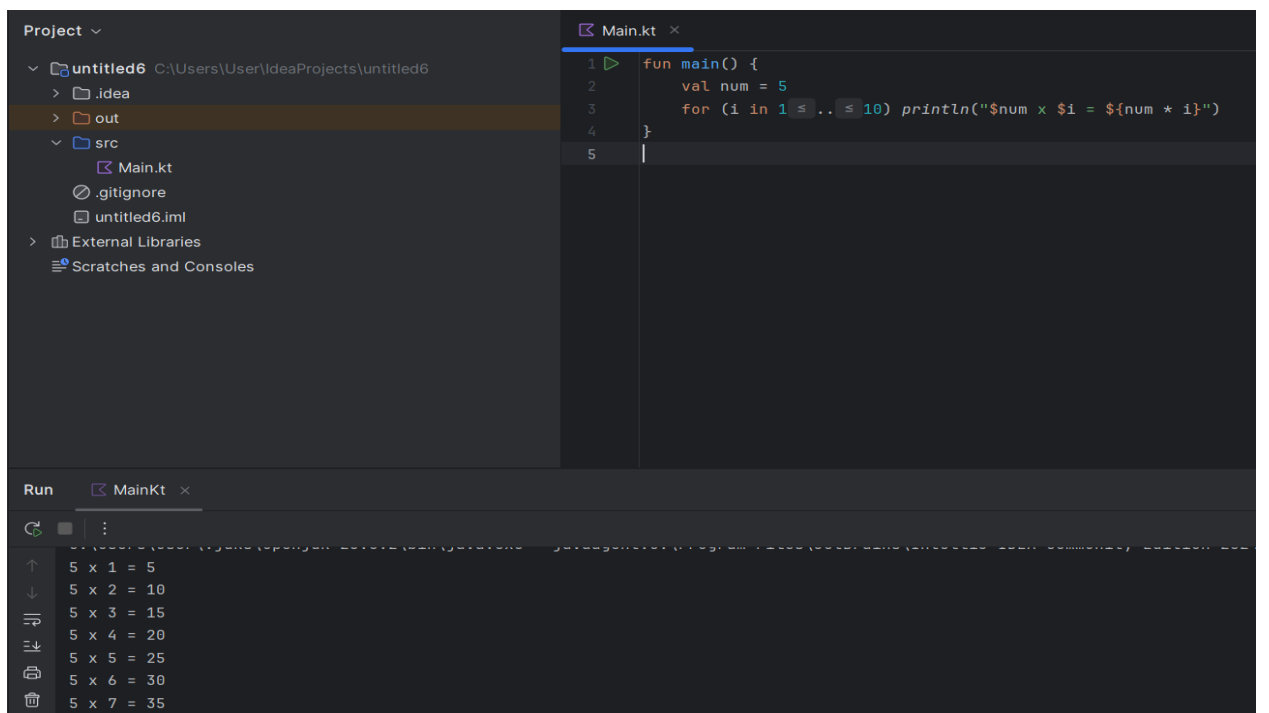 Project
untitled6 C:\Users\User\IdeaProjects\untitled6
.idea
out
src
Main.kt
.gitignore
untitled6.iml
External Libraries
Scratches and Consoles
Main.kt
1 fun main() {
2 val num = 5
3 for (i in 1 ≤ .. ≤ 10) println("$num x $i = ${num * i}")
4 }
5
Run MainKt
5 x 1 = 5
5 x 2 = 10
5 x 3 = 15
5 x 4 = 20
5 x 5 = 25
5 x 6 = 30
5 x 7 = 35